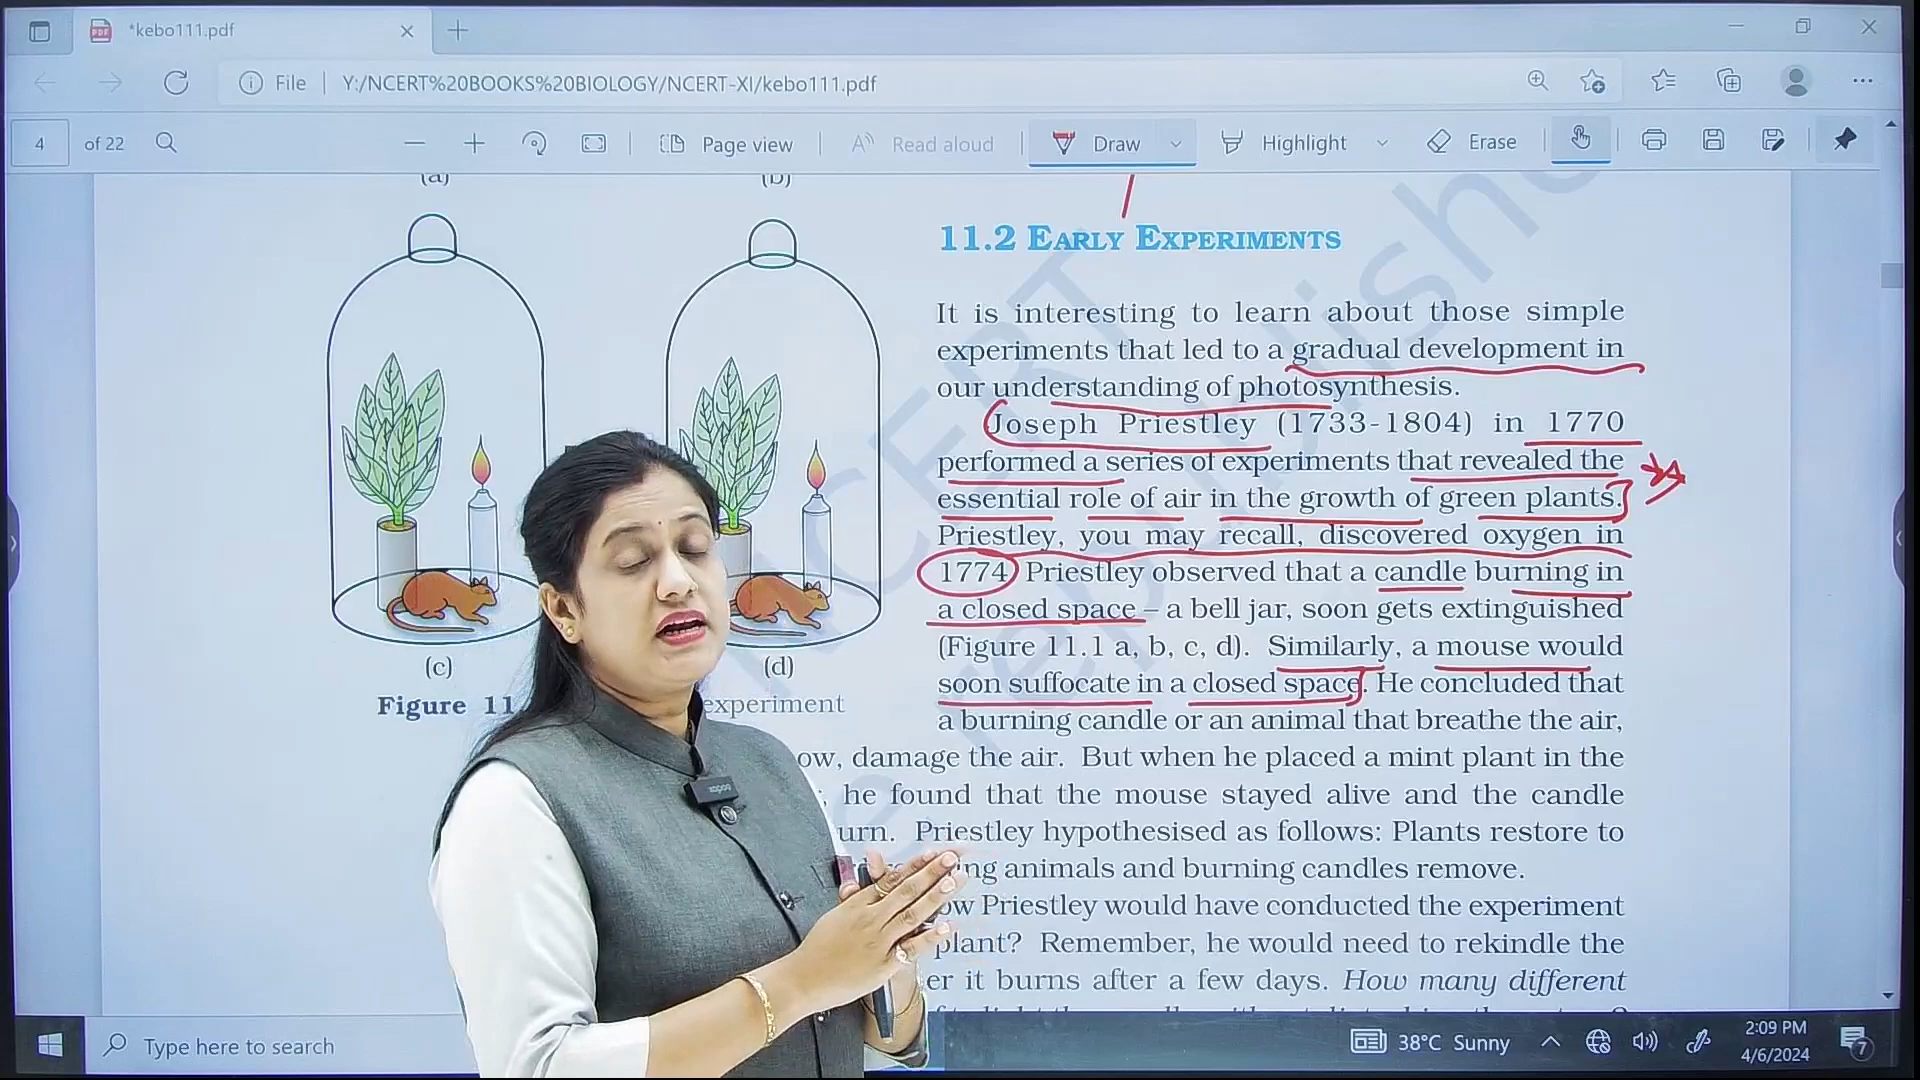 *kebo111.pdf
File
Y:/NCERT%20BOOKS%20BIOLOGY/NCERT-XI/kebo111.pdf
4 of 22
Page view
Read aloud
Draw
Highlight
Erase
(a) (b)
(c) (d)
Figure 11
experiment
11.2 EARLY EXPERIMENTS
It is interesting to learn about those simple
experiments that led to a gradual development in
our understanding of photosynthesis.
Joseph Priestley (1733-1804) in 1770
performed a series of experiments that revealed the
essential role of air in the growth of green plants.
Priestley, you may recall, discovered oxygen in
1774 Priestley observed that a candle burning in
a closed space – a bell jar, soon gets extinguished
(Figure 11.1 a, b, c, d). Similarly, a mouse would
soon suffocate in a closed space. He concluded that
a burning candle or an animal that breathe the air,
ow, damage the air. But when he placed a mint plant in the
, he found that the mouse stayed alive and the candle
urn. Priestley hypothesised as follows: Plants restore to
ing animals and burning candles remove.
ow Priestley would have conducted the experiment
plant? Remember, he would need to rekindle the
er it burns after a few days. How many different
NCERT
Type here to search
38°C Sunny
2:09 PM
4/6/2024
7